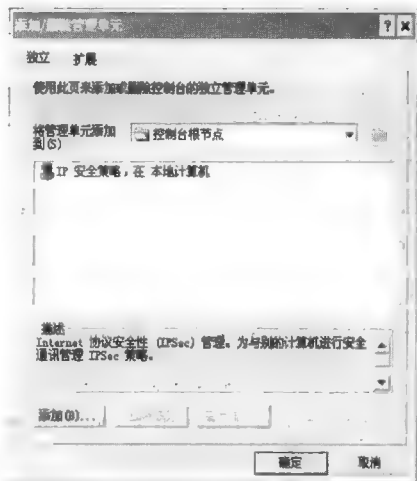 添加/删除管理单元
独立 扩展
使用此页来添加或删除控制台的独立管理单元。
将管理单元添加
到(S)
控制台根节点
IP 安全策略，在 本地计算机
描述
Internet 协议安全性 (IPSec) 管理。为与别的计算机进行安全
通讯管理 IPSec 策略。
添加(D)...
确定 取消